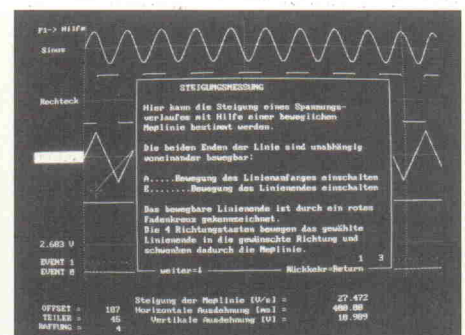 F1-> Hilfe
Sinus
Rechteck
STEIGUNGSMESSUNG
Hier kann die Steigung eines Spannungs-
verlaufes mit Hilfe einer beweglichen
Meßlinie bestimmt werden.
Die beiden Enden der Linie sind unabhängig
voneinander bewegbar:
A.....Bewegung des Linienanfanges einschalten
E.......Bewegung des Linienendes einschalten
Das bewegbare Linienende ist durch ein rotes
Fadenkreuz gekennzeichnet.
Die 4 Richtungstasten bewegen das gewählte
Linienende in die gewünschte Richtung und
schwenken dadurch die Meßlinie.
1 3
weiter=↓ Rückkehr=Return
2.603 V
EVENT 1
EVENT 0
OFFSET = 107
TEILER = 45
RAFFUNG = 4
Steigung der Meßlinie [V/s] = 27.472
Horizontale Ausdehnung [ms] = 400.00
Vertikale Ausdehnung [V] = 10.989